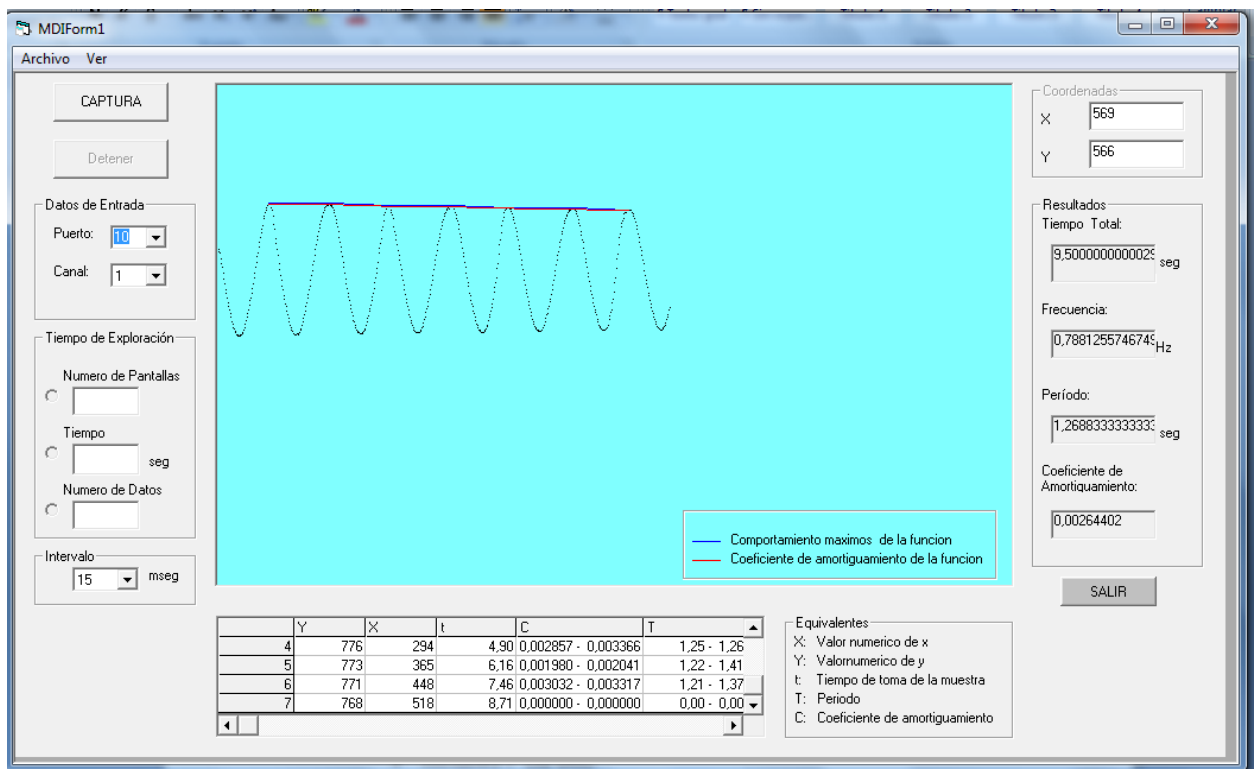 MDIForm1
Archivo Ver
CAPTURA
Detener
Datos de Entrada
Puerto: 10
Canal: 1
Tiempo de Exploración
Numero de Pantallas
Tiempo
seg
Numero de Datos
Intervalo
15 mseg
Comportamiento maximos de la funcion
Coeficiente de amortiguamiento de la funcion
Y X t C T
4 776 294 4,90 0,002857 - 0,003366 1,25 - 1,26
5 773 365 6,16 0,001980 - 0,002041 1,22 - 1,41
6 771 448 7,46 0,003032 - 0,003317 1,21 - 1,37
7 768 518 8,71 0,000000 - 0,000000 0,00 - 0,00
Equivalentes
X: Valor numerico de x
Y: Valornumerico de y
t: Tiempo de toma de la muestra
T: Periodo
C: Coeficiente de amortiguamiento
Coordenadas
X 569
Y 566
Resultados
Tiempo Total:
9,5000000000029 seg
Frecuencia:
0,788125574674 Hz
Período:
1,268833333333 seg
Coeficiente de
Amortiguamiento:
0,00264402
SALIR